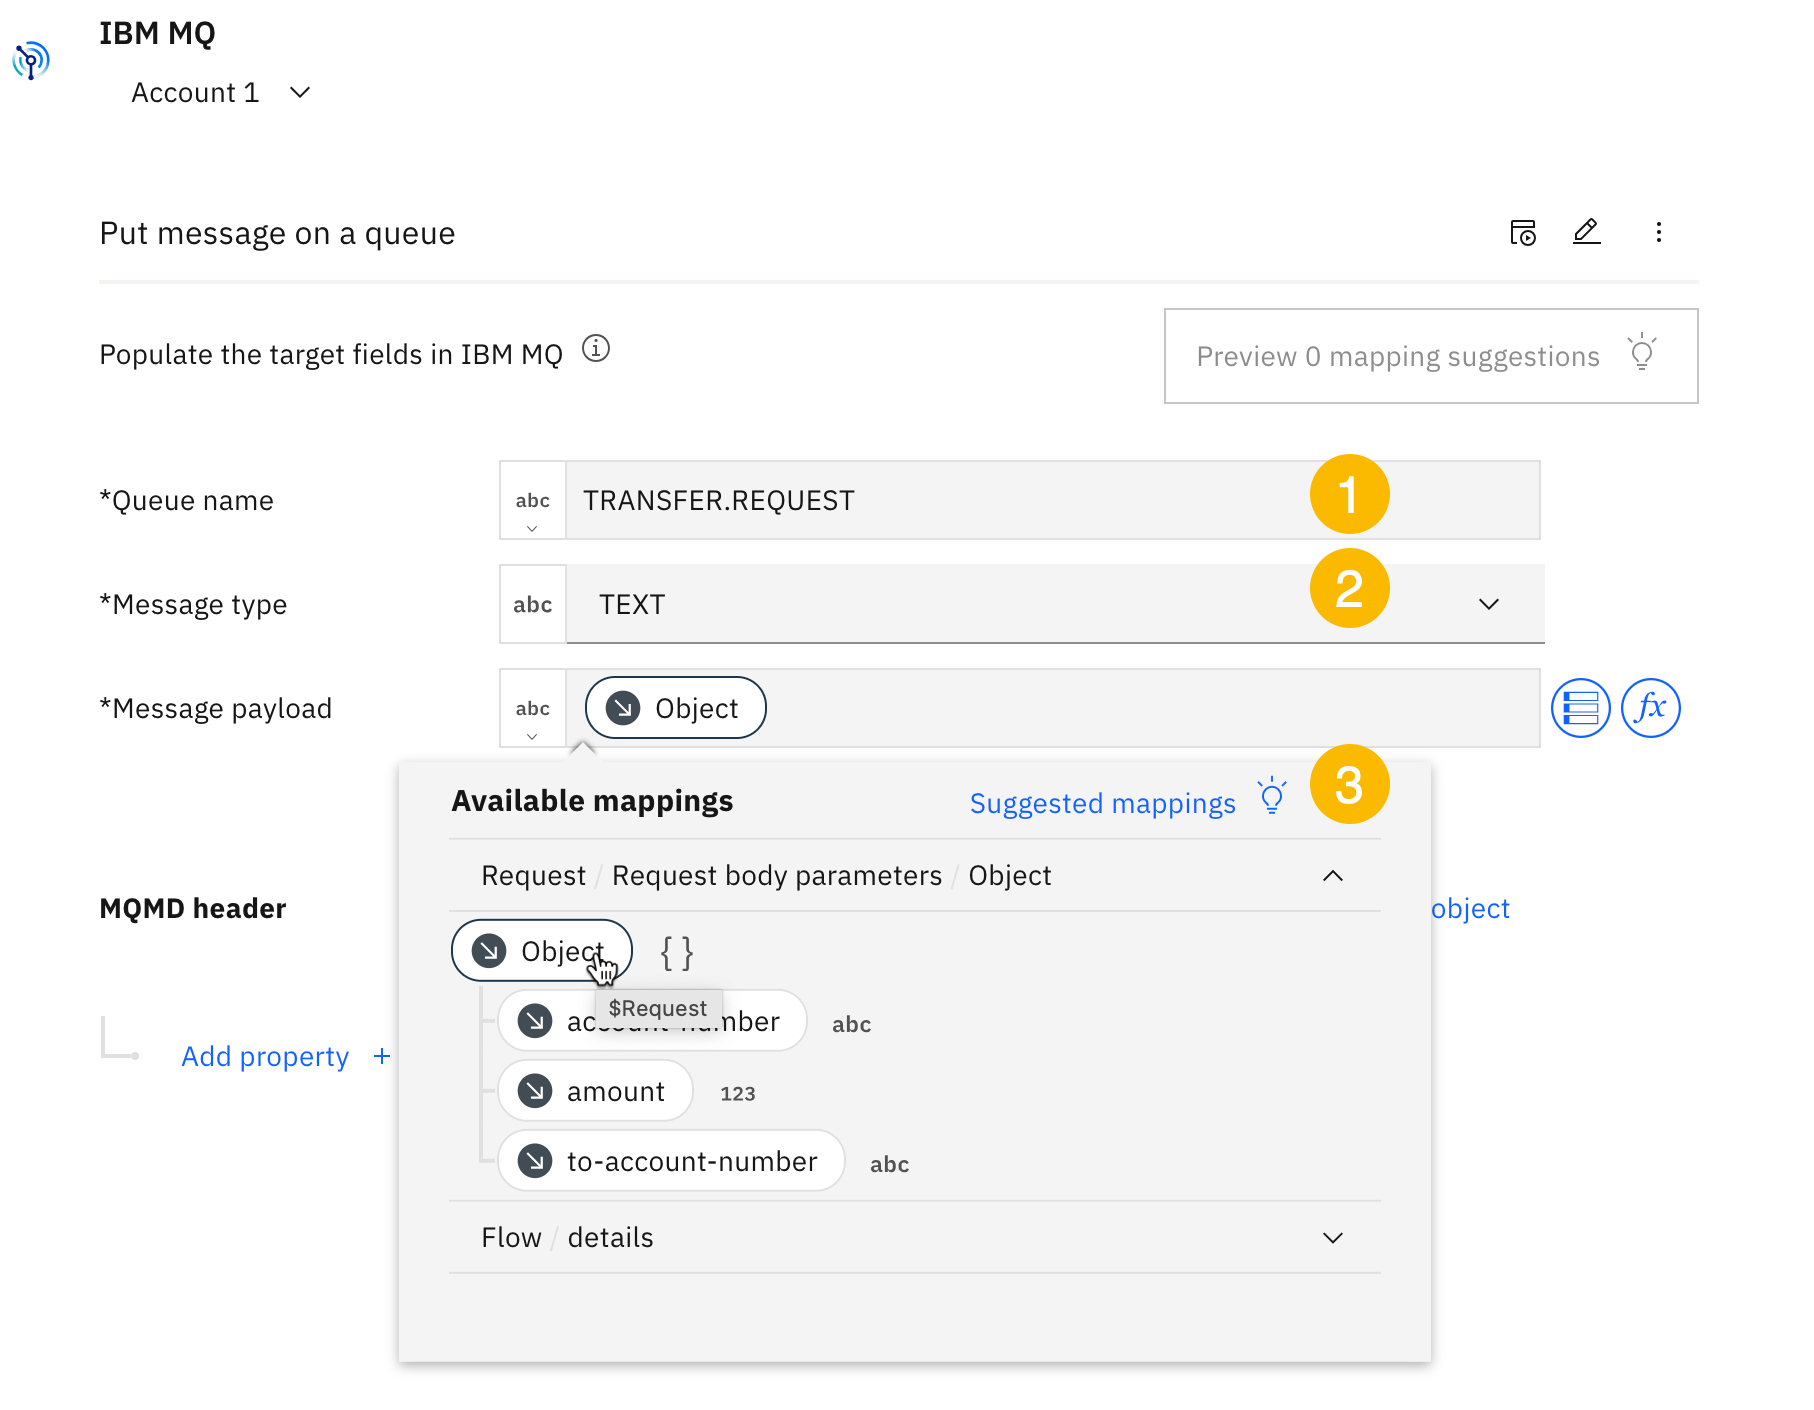 IBM MQ
Account 1
Put message on a queue
Populate the target fields in IBM MQ
Preview 0 mapping suggestions
*Queue name
abc
TRANSFER.REQUEST
1
*Message type
abc
TEXT
2
*Message payload
abc
Object
fx
Available mappings
Suggested mappings
3
Request / Request body parameters / Object
MQMD header
object
Object
{ }
$Request
account-number
abc
Add property +
amount
123
to-account-number
abc
Flow / details